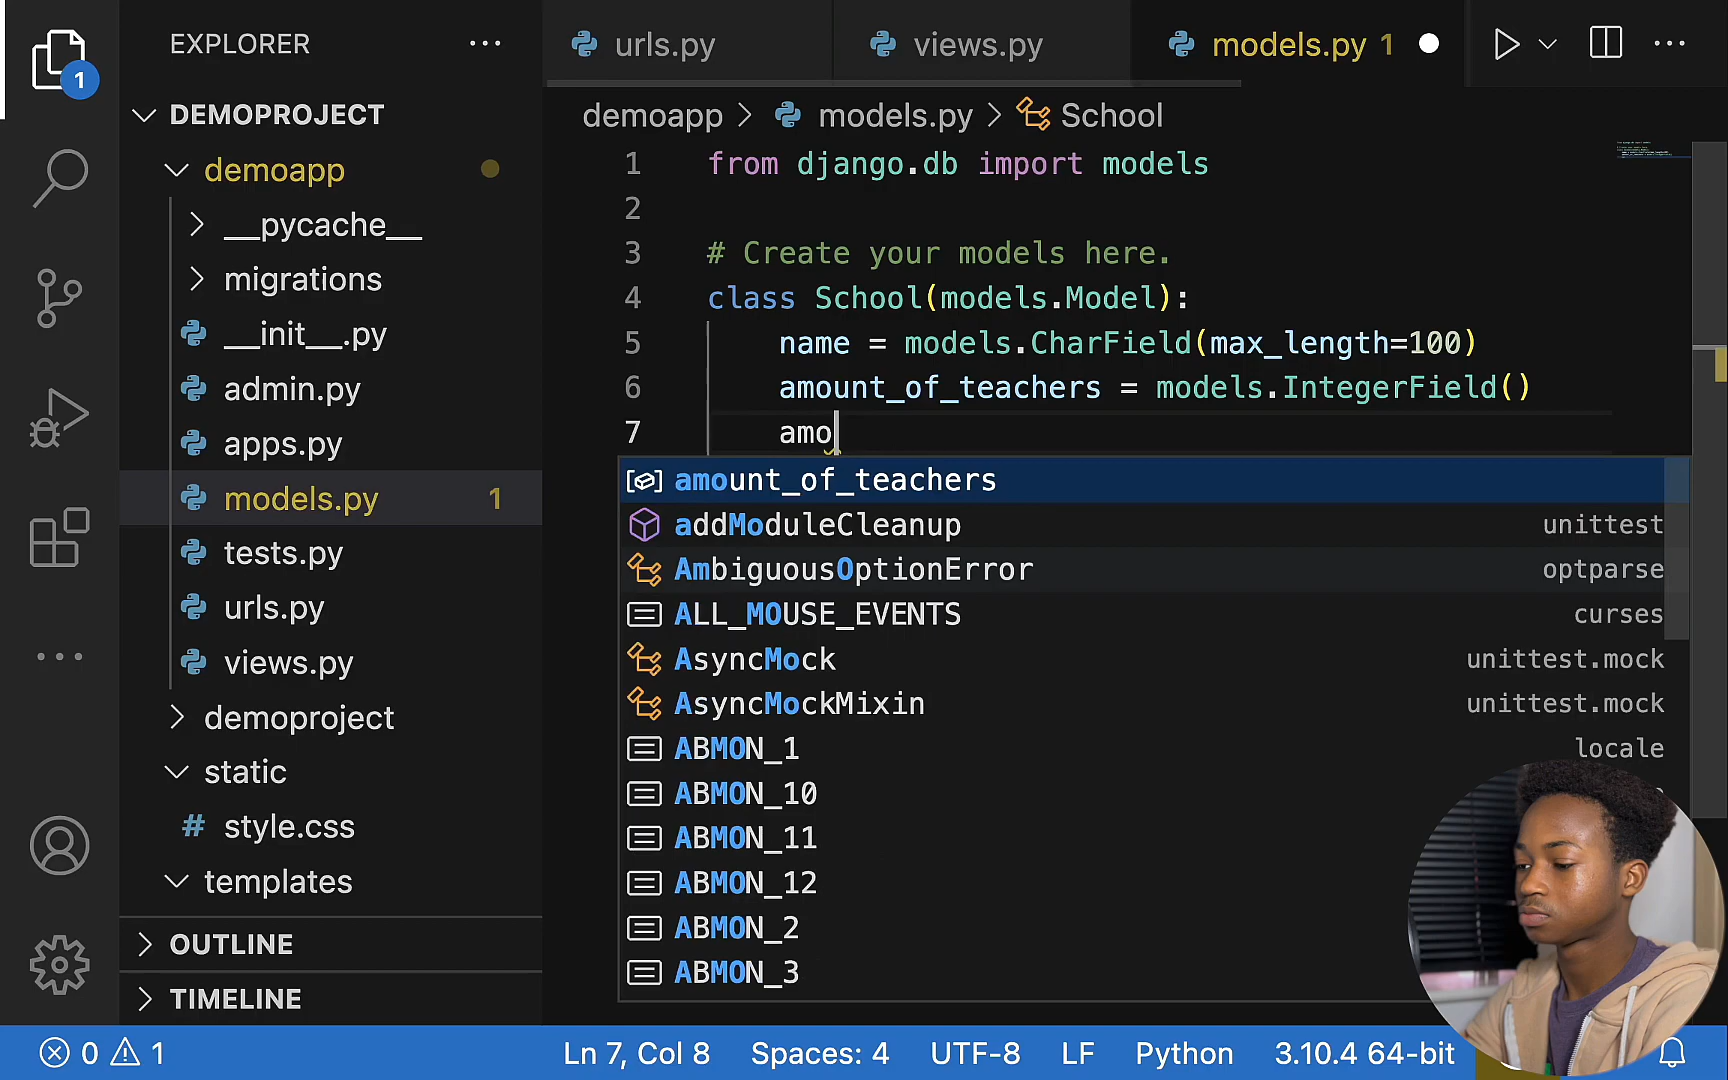 EXPLORER
urls.py
views.py
models.py 1
1
DEMOPROJECT
demoapp > models.py > School
demoapp
__pycache__
migrations
__init__.py
admin.py
apps.py
models.py 1
tests.py
urls.py
views.py
demoproject
static
# style.css
templates
OUTLINE
TIMELINE
1 from django.db import models
2
3 # Create your models here.
4 class School(models.Model):
5 name = models.CharField(max_length=100)
6 amount_of_teachers = models.IntegerField()
7 amo
amount_of_teachers
addModuleCleanup unittest
AmbiguousOptionError optparse
ALL_MOUSE_EVENTS curses
AsyncMock unittest.mock
AsyncMockMixin unittest.mock
ABMON_1 locale
ABMON_10
ABMON_11
ABMON_12
ABMON_2
ABMON_3
0 1 Ln 7, Col 8 Spaces: 4 UTF-8 LF Python 3.10.4 64-bit